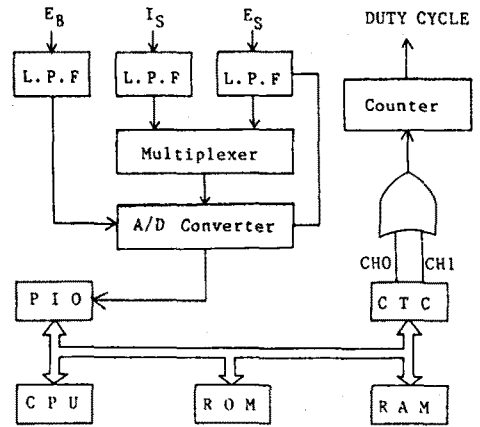 E_B I_S E_S DUTY CYCLE
L.P.F L.P.F L.P.F
Counter
Multiplexer
A/D Converter
CH0 CH1
P I O C T C
C P U R O M R A M